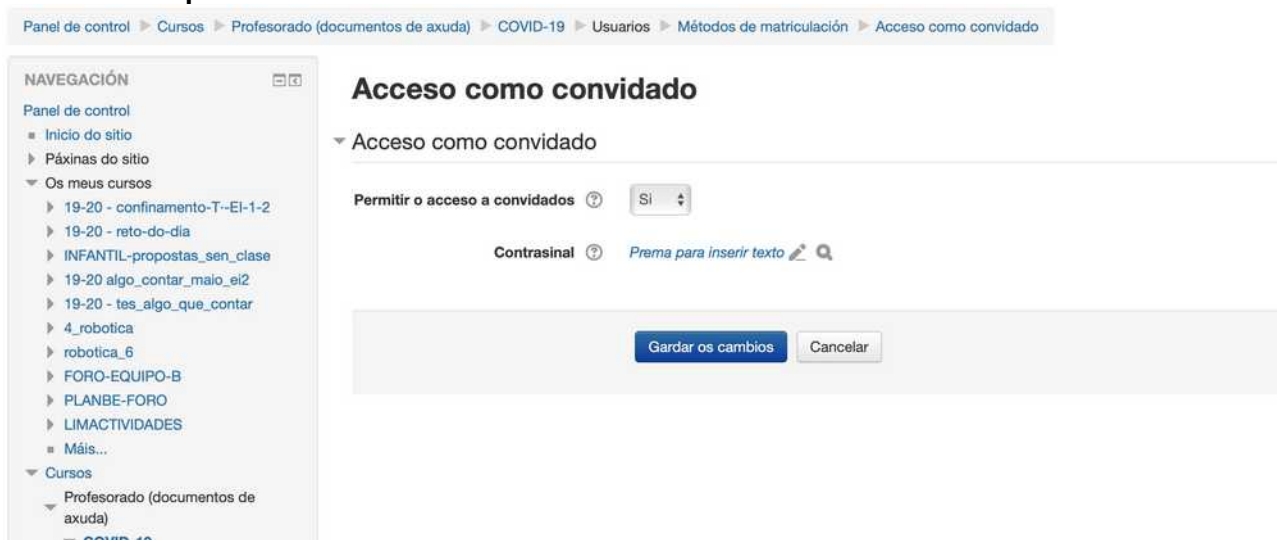 Panel de control Cursos Profesorado (documentos de axuda) COVID-19 Usuarios Métodos de matriculación Acceso como convidado
NAVEGACIÓN
Panel de control
Inicio do sitio
Páxinas do sitio
Os meus cursos
19-20 - confinamento-T--EI-1-2
19-20 - reto-do-dia
INFANTIL-propostas_sen_clase
19-20 algo_contar_maio_ei2
19-20 - tes_algo_que_contar
4_robotica
robotica_6
FORO-EQUIPO-B
PLANBE-FORO
LIMACTIVIDADES
Máis...
Cursos
Profesorado (documentos de
axuda)
COVID-19
Acceso como convidado
Acceso como convidado
Permitir o acceso a convidados Si
Contrasinal Prema para inserir texto
Gardar os cambios Cancelar